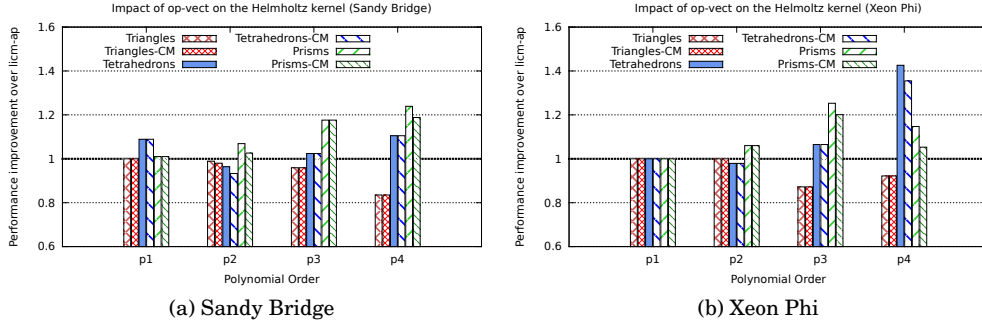 Impact of op-vect on the Helmholtz kernel (Sandy Bridge)
Performance improvement over licm-ap
1.6
1.4
1.2
1
0.8
0.6
Triangles
Triangles-CM
Tetrahedrons
Tetrahedrons-CM
Prisms
Prisms-CM
p1 p2 p3 p4
Polynomial Order
(a) Sandy Bridge
Impact of op-vect on the Helmoltz kernel (Xeon Phi)
Performance improvement over licm-ap
1.6
1.4
1.2
1
0.8
0.6
Triangles
Triangles-CM
Tetrahedrons
Tetrahedrons-CM
Prisms
Prisms-CM
p1 p2 p3 p4
Polynomial Order
(b) Xeon Phi